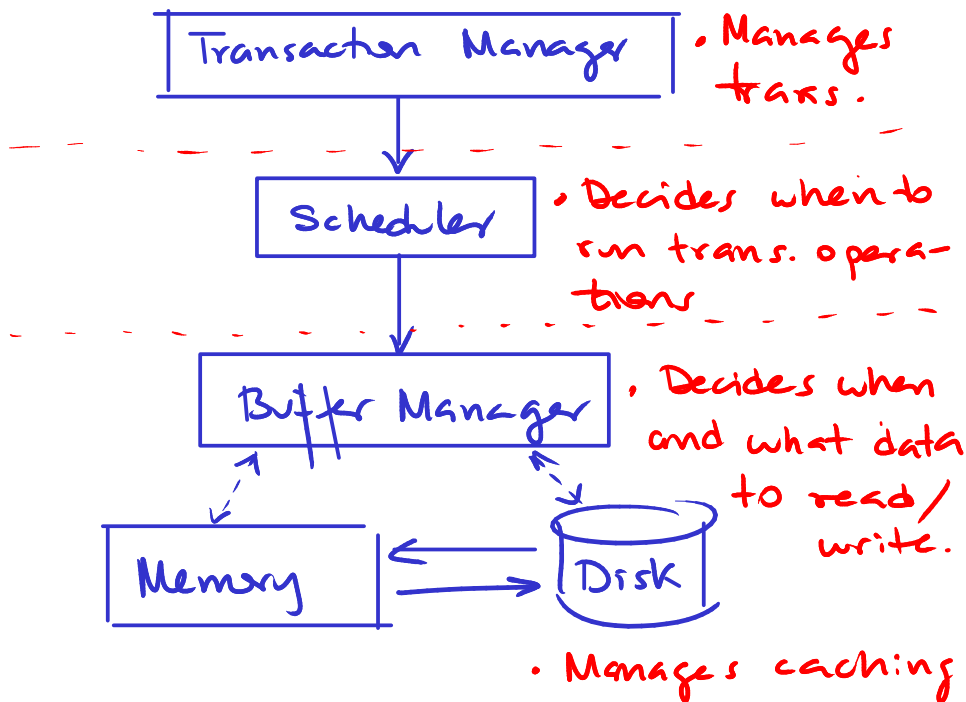 Transaction Manager
• Manages
trans.
Scheduler
• Decides when to
run trans. opera-
tions
Buffer Manager
• Decides when
and what data
to read/
write.
Memory
Disk
• Manages caching